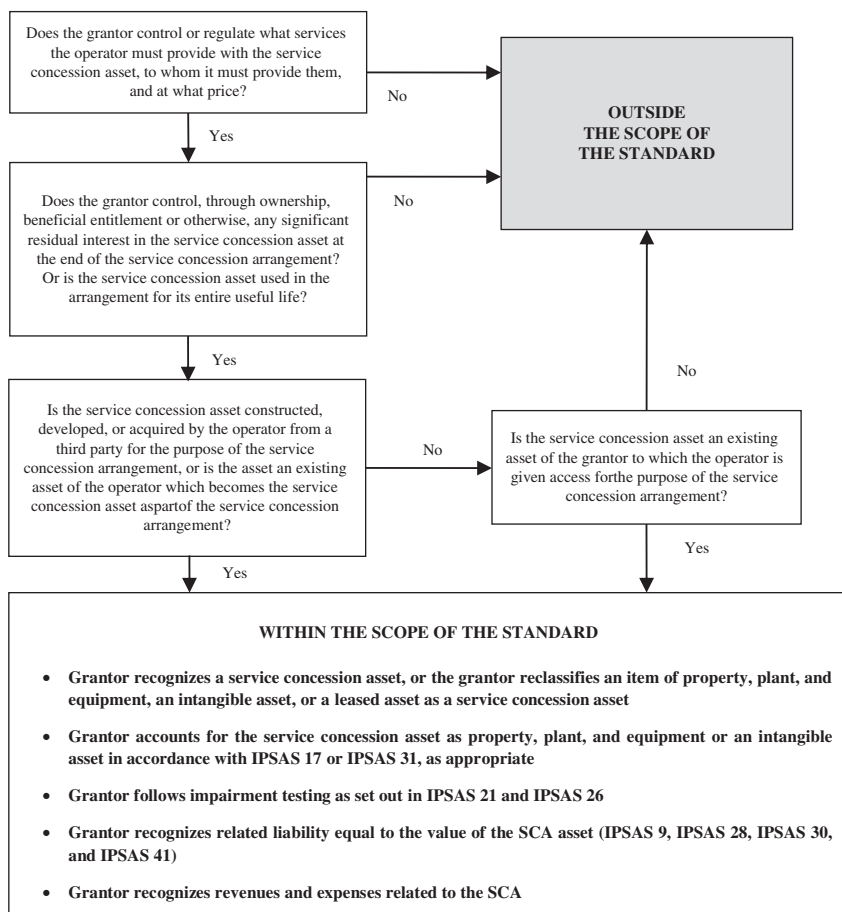 Does the grantor control or regulate what services
the operator must provide with the service
concession asset, to whom it must provide them,
and at what price?
No
OUTSIDE
THE SCOPE OF
THE STANDARD
Yes
Does the grantor control, through ownership,
beneficial entitlement or otherwise, any significant
residual interest in the service concession asset at
the end of the service concession arrangement?
Or is the service concession asset used in the
arrangement for its entire useful life?
No
Yes
No
Is the service concession asset constructed,
developed, or acquired by the operator from a
third party for the purpose of the service
concession arrangement, or is the asset an existing
asset of the operator which becomes the service
concession asset aspartof the service concession
arrangement?
No
Is the service concession asset an existing
asset of the grantor to which the operator is
given access forthe purpose of the service
concession arrangement?
Yes
Yes
WITHIN THE SCOPE OF THE STANDARD
• Grantor recognizes a service concession asset, or the grantor reclassifies an item of property, plant, and
equipment, an intangible asset, or a leased asset as a service concession asset
• Grantor accounts for the service concession asset as property, plant, and equipment or an intangible
asset in accordance with IPSAS 17 or IPSAS 31, as appropriate
• Grantor follows impairment testing as set out in IPSAS 21 and IPSAS 26
• Grantor recognizes related liability equal to the value of the SCA asset (IPSAS 9, IPSAS 28, IPSAS 30,
and IPSAS 41)
• Grantor recognizes revenues and expenses related to the SCA